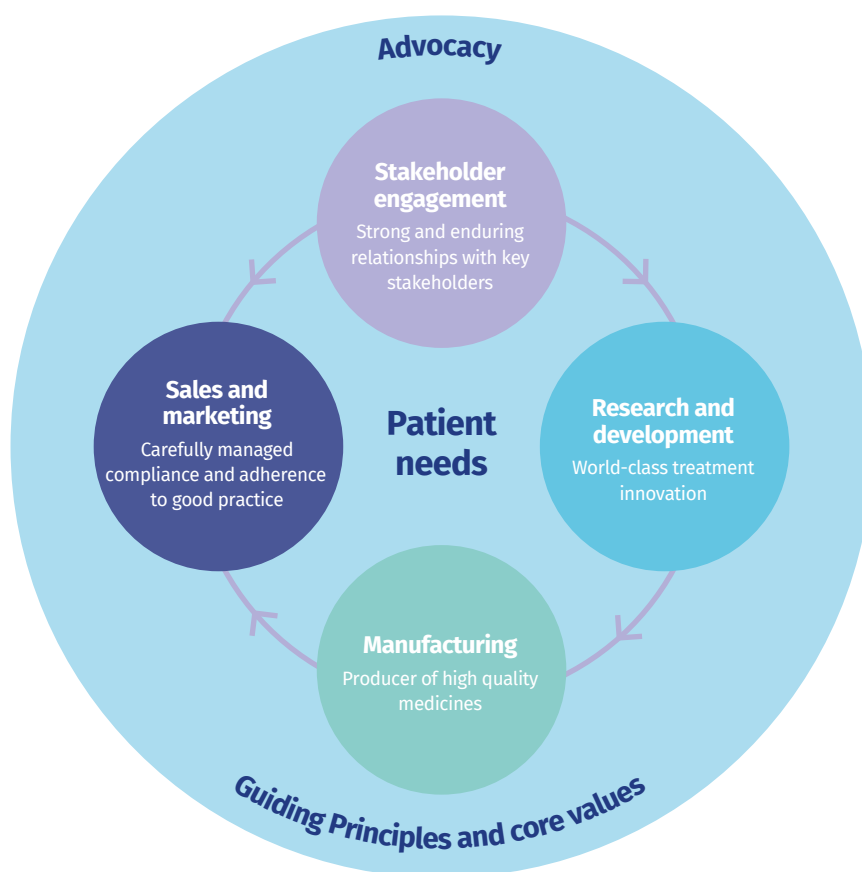 Advocacy
Stakeholder
engagement
Strong and enduring
relationships with key
stakeholders
Sales and
marketing
Carefully managed
compliance and adherence
to good practice
Patient
needs
Research and
development
World-class treatment
innovation
Manufacturing
Producer of high quality
medicines
Guiding Principles and core values